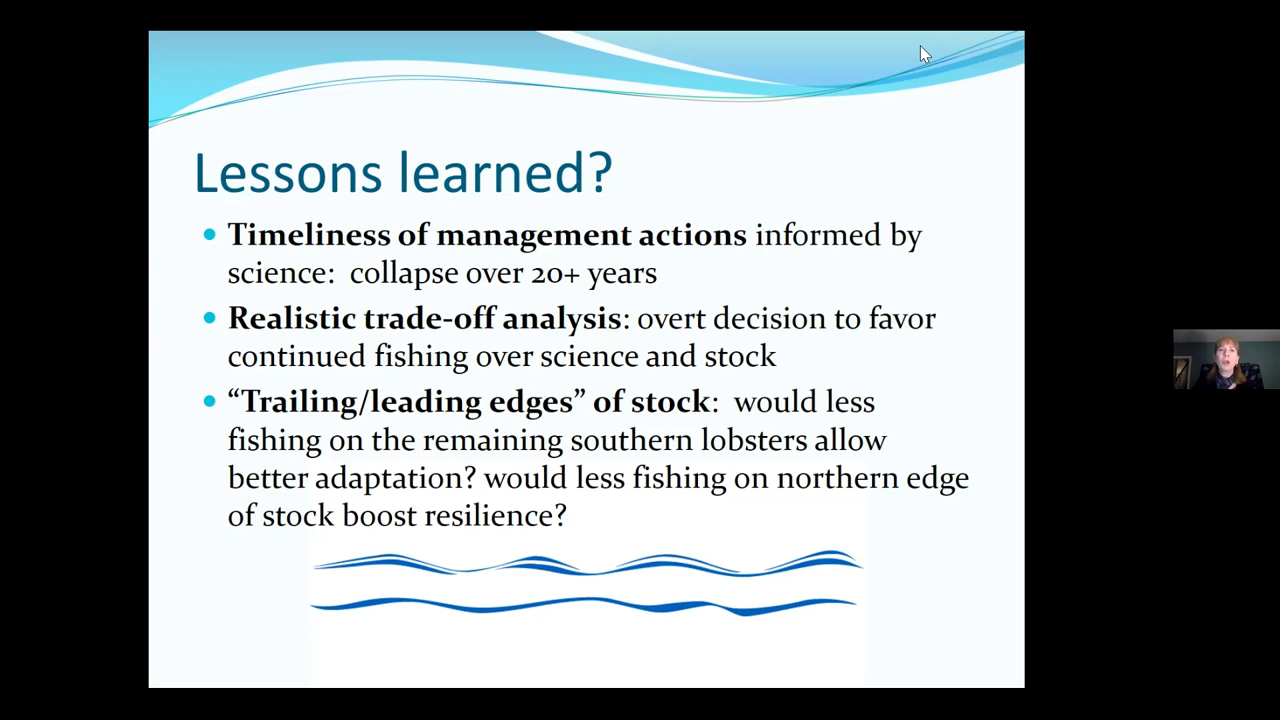 Lessons learned?
Timeliness of management actions informed by
science:  collapse over 20+ years
Realistic trade-off analysis: overt decision to favor
continued fishing over science and stock
“Trailing/leading edges” of stock:  would less
fishing on the remaining southern lobsters allow
better adaptation? would less fishing on northern edge
of stock boost resilience?